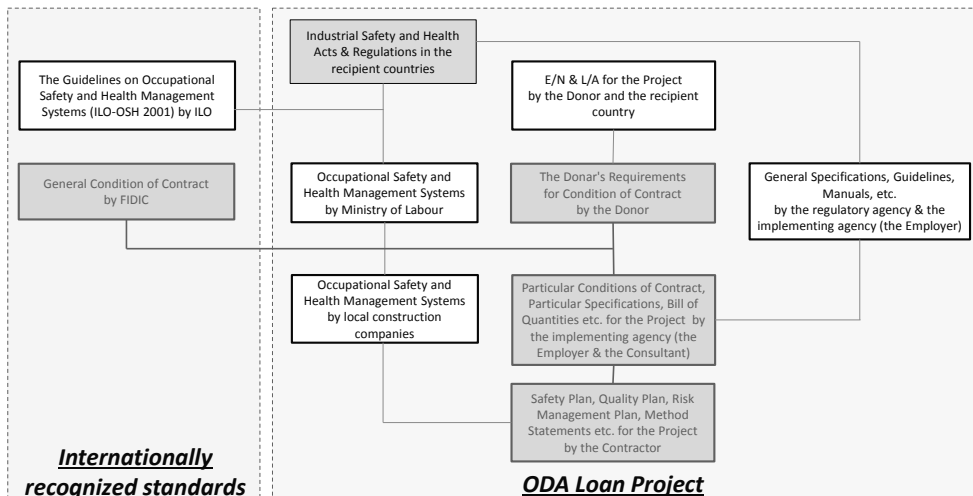 Industrial Safety and Health
Acts & Regulations in the
recipient countries
The Guidelines on Occupational
Safety and Health Management
Systems (ILO-OSH 2001) by ILO
E/N & L/A for the Project
by the Donor and the recipient
country
General Condition of Contract
by FIDIC
Occupational Safety and
Health Management Systems
by Ministry of Labour
The Donar's Requirements
for Condition of Contract
by the Donor
General Specifications, Guidelines,
Manuals, etc.
by the regulatory agency & the
implementing agency (the Employer)
Occupational Safety and
Health Management Systems
by local construction
companies
Particular Conditions of Contract,
Particular Specifications, Bill of
Quantities etc. for the Project by
the implementing agency (the
Employer & the Consultant)
Safety Plan, Quality Plan, Risk
Management Plan, Method
Statements etc. for the Project
by the Contractor
Internationally
recognized standards
ODA Loan Project